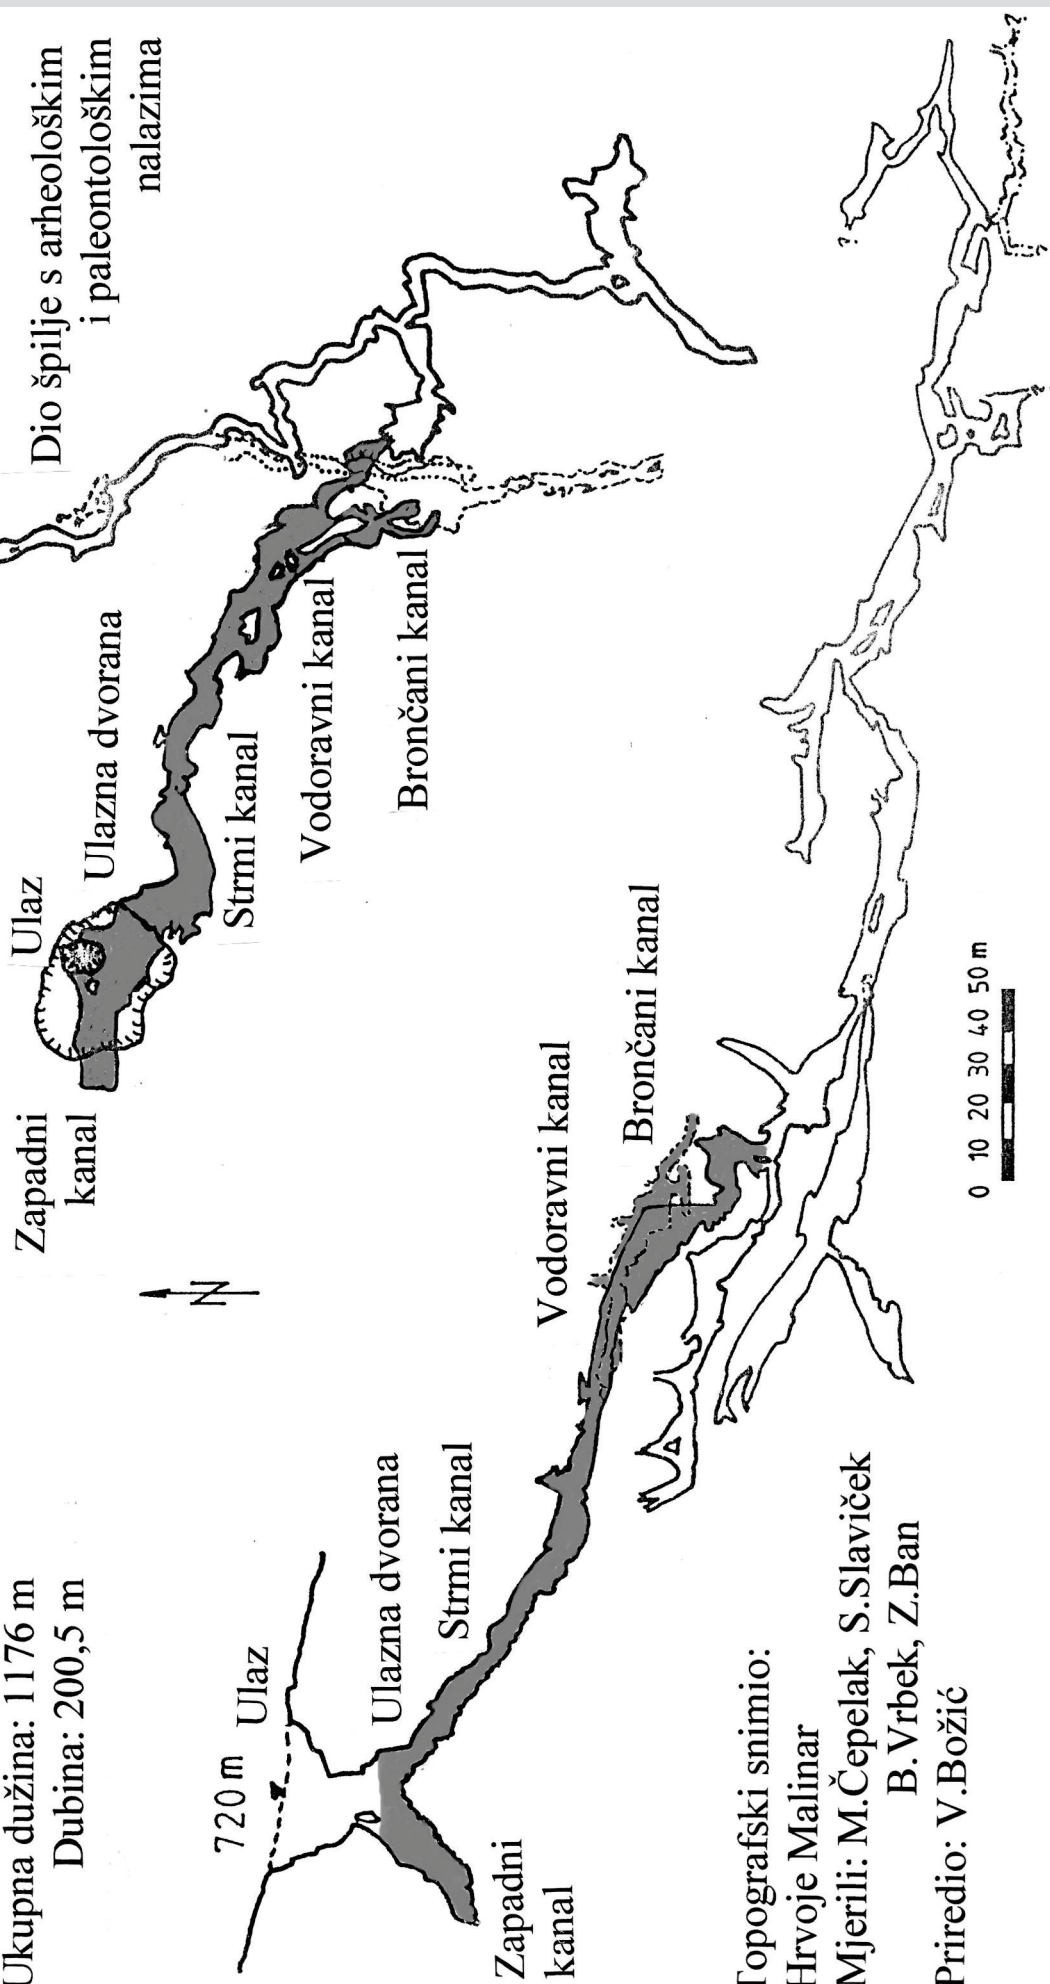 Ukupna dužina: 1176 m
Dubina: 200,5 m
Dio špilje s arheološkim
i paleontološkim
nalazima
Zapadni
kanal
Ulaz
Ulazna dvorana
Strmi kanal
Vodoravni kanal
Brončani kanal
N
720 m
Ulaz
Ulazna dvorana
Strmi kanal
Zapadni
kanal
Vodoravni kanal
Brončani kanal
?
?
?
0 10 20 30 40 50 m
Topografski snimio:
Hrvoje Malinar
Mjerili: M.Čepelak, S.Slaviček
B. Vrbek, Z.Ban
Priredio: V.Božić